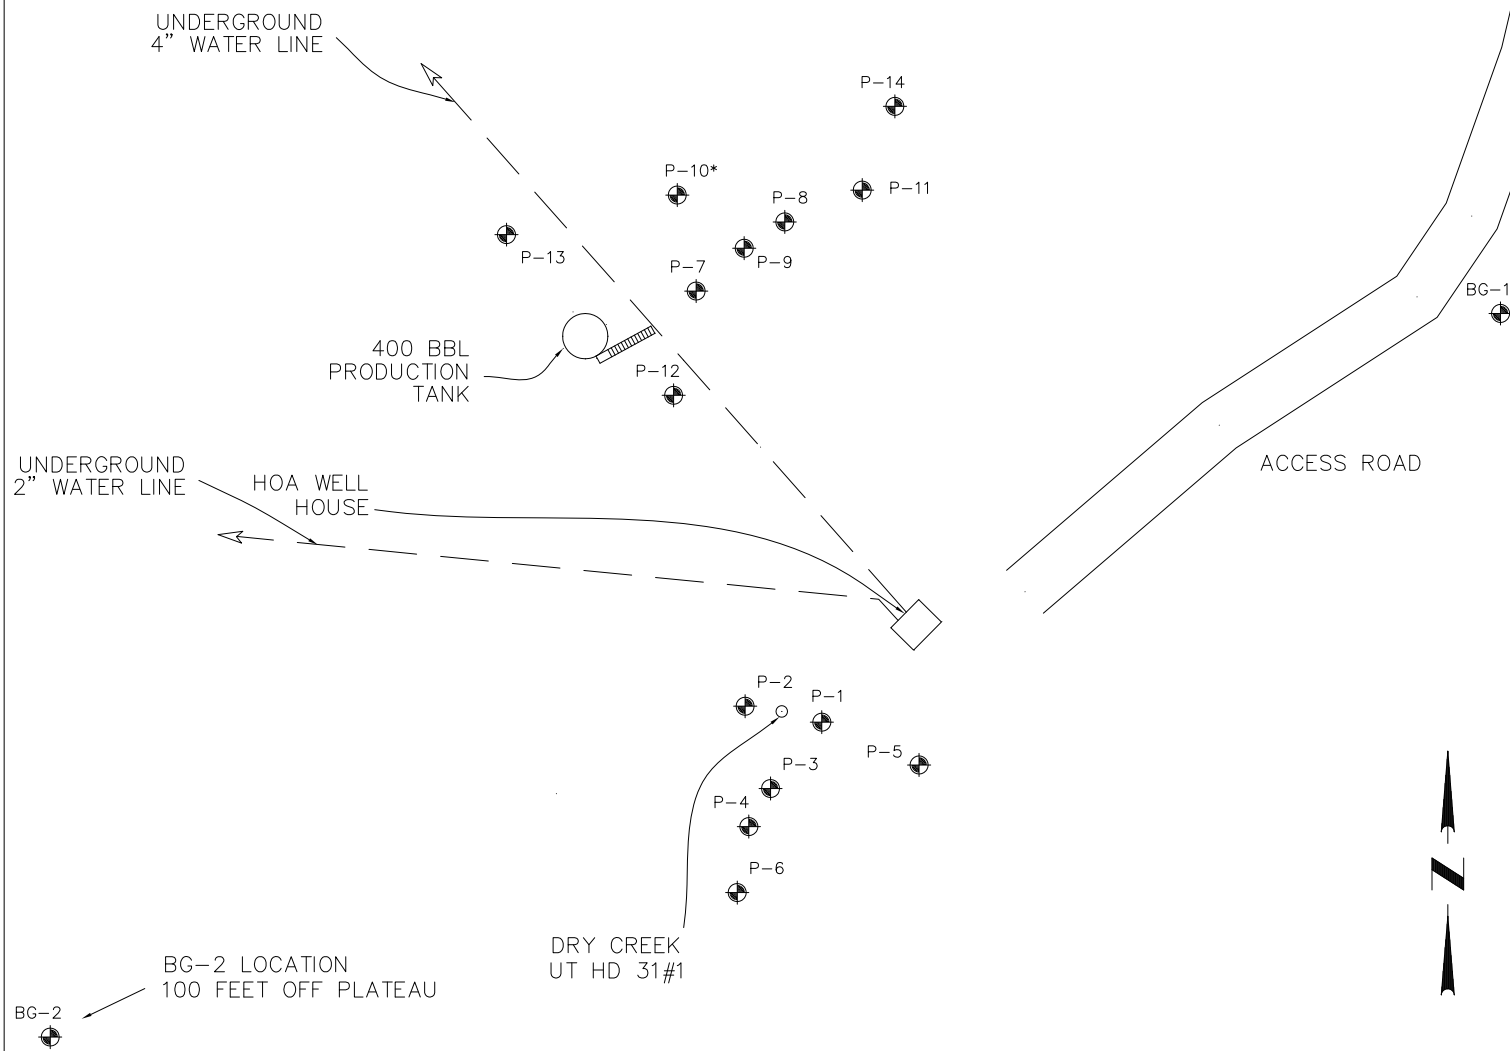 UNDERGROUND
4” WATER LINE
P-14
P-10*
P-11
P-8
P-13
P-9
P-7
BG-1
400 BBL
PRODUCTION
TANK
P-12
UNDERGROUND
2” WATER LINE
HOA WELL
HOUSE
ACCESS ROAD
P-2
P-1
P-5
P-3
P-4
P-6
N
DRY CREEK
UT HD 31#1
BG-2 LOCATION
100 FEET OFF PLATEAU
BG-2